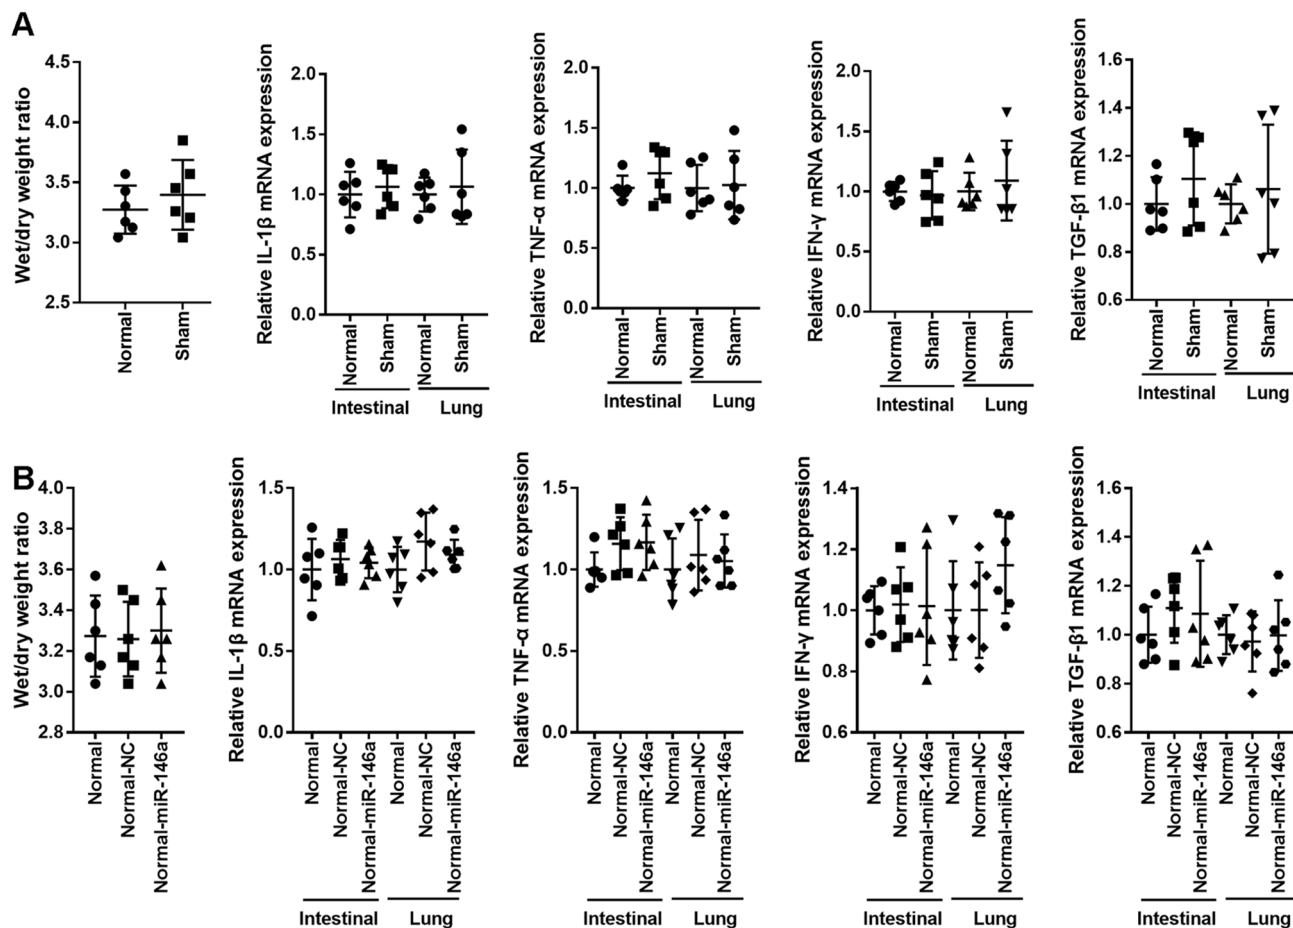 A
Wet/dry weight ratio
4.5
4.0
3.5
3.0
2.5
Normal
Sham
Relative IL-1β mRNA expression
2.0
1.5
1.0
0.5
0.0
Normal
Sham
Normal
Sham
Intestinal
Lung
Relative TNF-α mRNA expression
2.0
1.5
1.0
0.5
0.0
Normal
Sham
Normal
Sham
Intestinal
Lung
Relative IFN-γ mRNA expression
2.0
1.5
1.0
0.5
0.0
Normal
Sham
Normal
Sham
Intestinal
Lung
Relative TGF-β1 mRNA expression
1.6
1.4
1.2
1.0
0.8
0.6
Normal
Sham
Normal
Sham
Intestinal
Lung
B
Wet/dry weight ratio
4.0
3.8
3.6
3.4
3.2
3.0
2.8
Normal
Normal-NC
Normal-miR-146a
Relative IL-1β mRNA expression
1.5
1.0
0.5
0.0
Normal
Normal-NC
Normal-miR-146a
Normal
Normal-NC
Normal-miR-146a
Intestinal
Lung
Relative TNF-α mRNA expression
1.5
1.0
0.5
0.0
Normal
Normal-NC
Normal-miR-146a
Normal
Normal-NC
Normal-miR-146a
Intestinal
Lung
Relative IFN-γ mRNA expression
1.4
1.2
1.0
0.8
0.6
Normal
Normal-NC
Normal-miR-146a
Normal
Normal-NC
Normal-miR-146a
Intestinal
Lung
Relative TGF-β1 mRNA expression
1.6
1.4
1.2
1.0
0.8
0.6
Normal
Normal-NC
Normal-miR-146a
Normal
Normal-NC
Normal-miR-146a
Intestinal
Lung